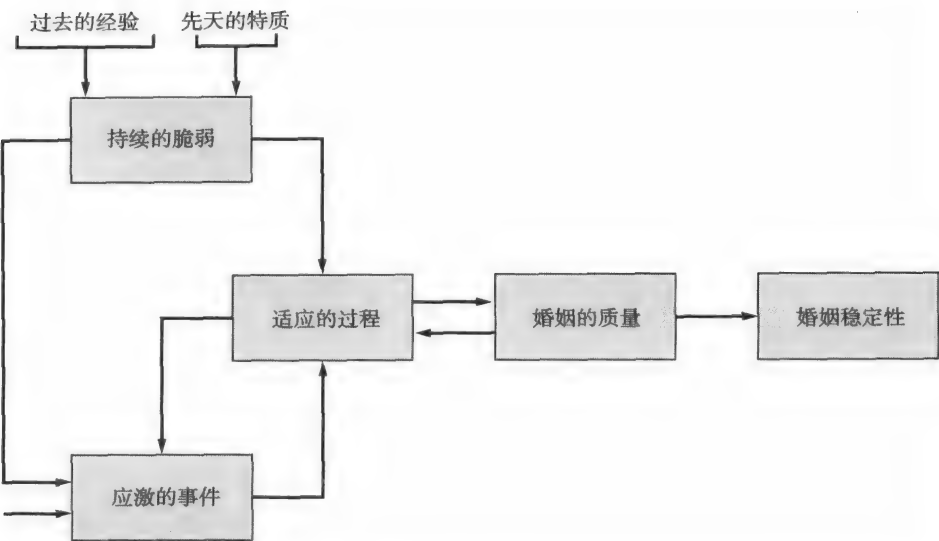 过去的经验
先天的特质
持续的脆弱
适应的过程
婚姻的质量
婚姻稳定性
应激的事件